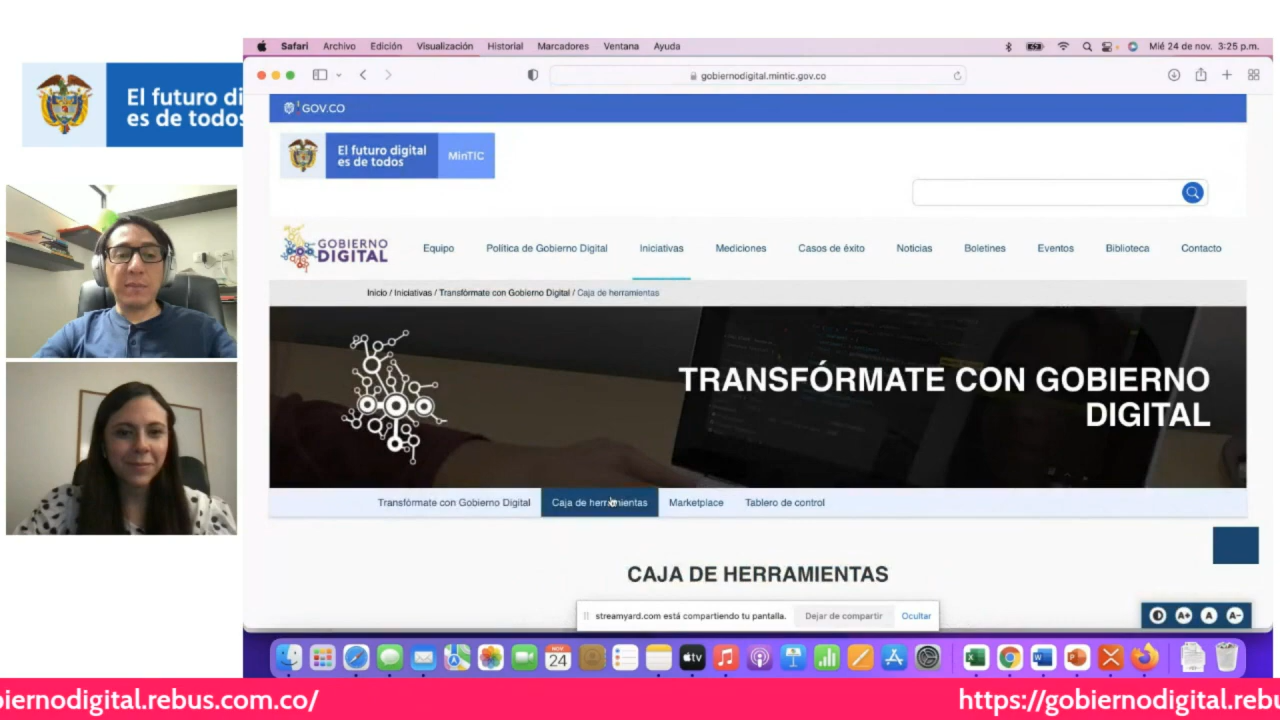 Safari Archivo Edición Visualización Historial Marcadores Ventana Ayuda
Mié 24 de nov. 3:25 p.m.
gobiernodigital.mintic.gov.co
El futuro di
es de todos
GOV.CO
El futuro digital
es de todos
MinTIC
GOBIERNO
DIGITAL
Equipo Política de Gobierno Digital Iniciativas Mediciones Casos de éxito Noticias Boletines Eventos Biblioteca Contacto
Inicio / Iniciativas / Transfórmate con Gobierno Digital / Caja de herramientas
TRANSFÓRMATE CON GOBIERNO
DIGITAL
Transfórmate con Gobierno Digital Caja de herramientas Marketplace Tablero de control
CAJA DE HERRAMIENTAS
streamyard.com está compartiendo tu pantalla. Dejar de compartir Ocultar
A+ A A-
NOV
24
tv
iernodigital.rebus.com.co/
https://gobiernodigital.reb